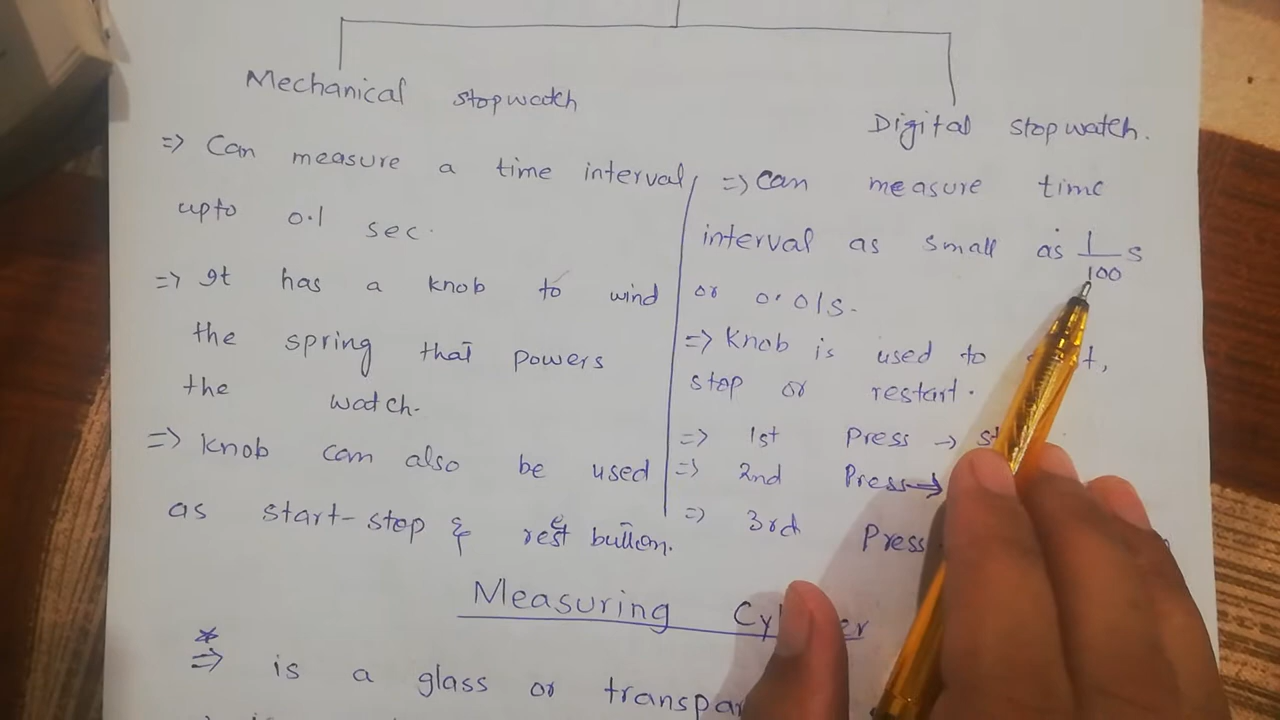 Mechanical stopwatch
=> Can measure a time interval
upto 0.1 sec.
=> It has a knob to wind
the spring that powers
the watch.
=> Knob can also be used
as start-stop & reset button.
Digital stopwatch.
=> Can measure time
interval as small as 1/100 s
or 0.01s.
=> Knob is used to
stop or restart.
=> 1st Press →
=> 2nd Press →
=> 3rd Press
Measuring
* => is a glass or